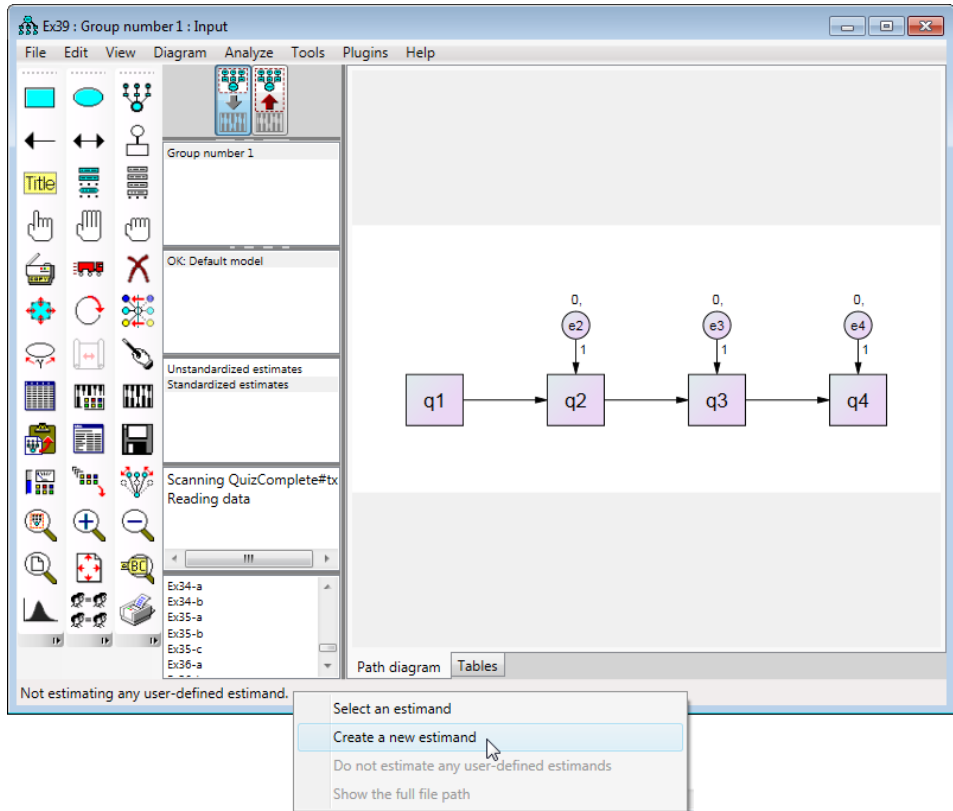 Ex39 : Group number 1 : Input
File Edit View Diagram Analyze Tools Plugins Help
Title
Group number 1
OK: Default model
Unstandardized estimates
Standardized estimates
Scanning QuizComplete#tx
Reading data
Ex34-a
Ex34-b
Ex35-a
Ex35-b
Ex35-c
Ex36-a
0, 0, 0,
e2 e3 e4
1 1 1
q1 q2 q3 q4
Path diagram Tables
Not estimating any user-defined estimand.
Select an estimand
Create a new estimand
Do not estimate any user-defined estimands
Show the full file path